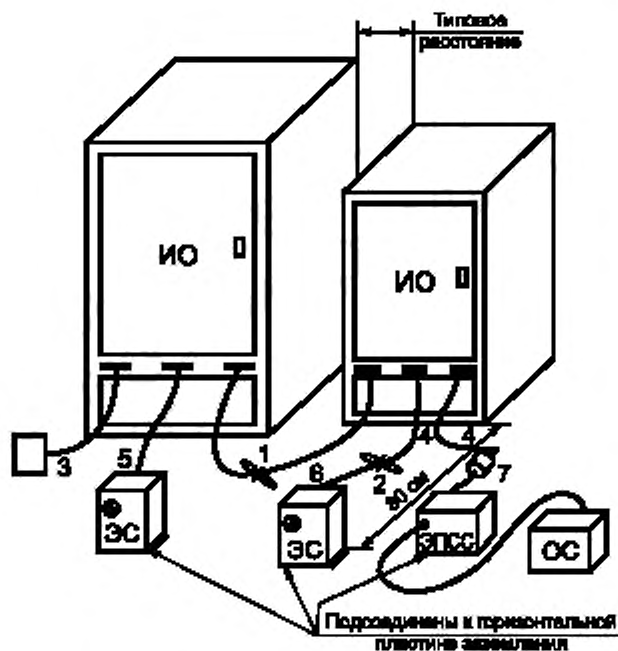 Типовое
расстояние
ИО
ИО
3
5
1
6
2
4
4
7
80 см
ЭС
ЭС
ЭПСС
ОС
Подсоединены к горизонтальной
пластине заземления